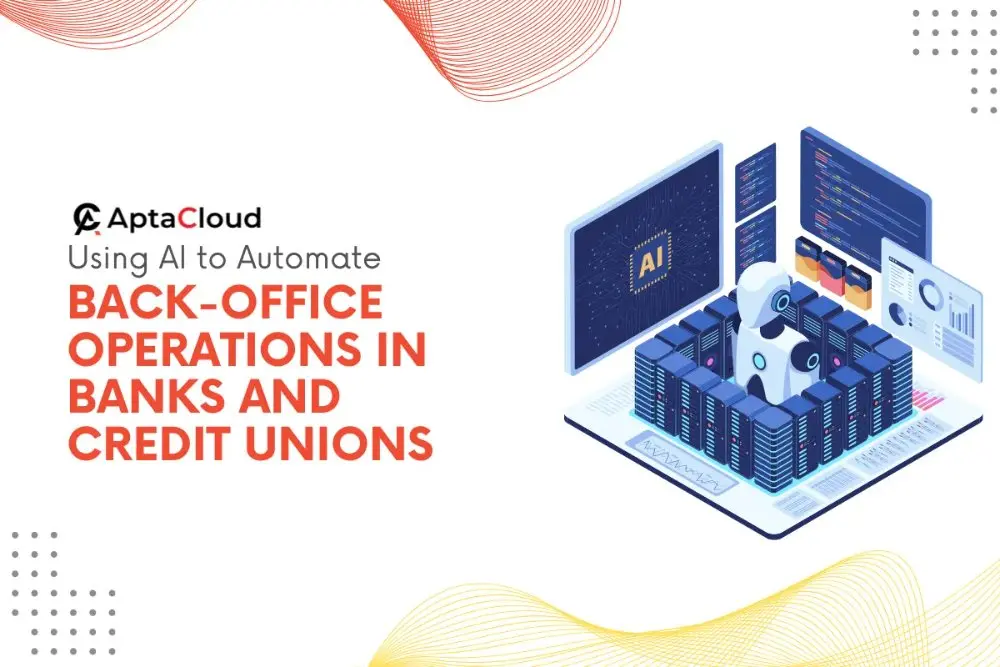 AptaCloud
Using AI to Automate
BACK-OFFICE
OPERATIONS IN
BANKS AND
CREDIT UNIONS
AI